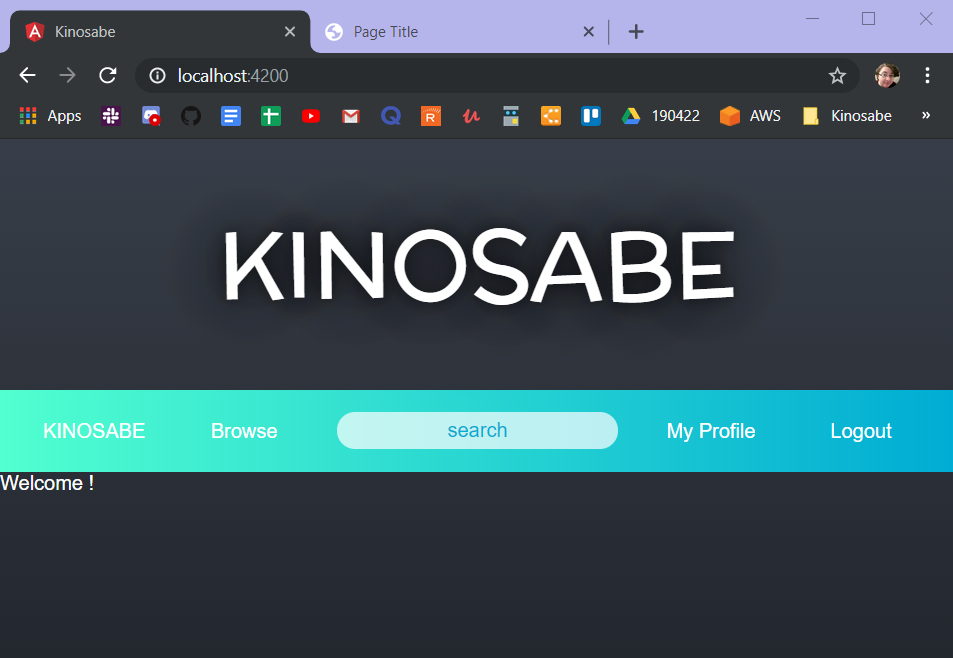 Kinosabe Page Title
localhost:4200
Apps R 190422 AWS Kinosabe »
KINOSABE
KINOSABE Browse search My Profile Logout
Welcome !